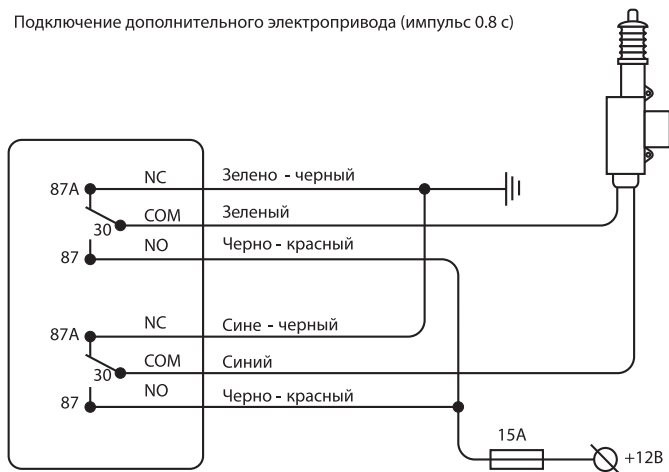 Подключение дополнительного электропривода (импульс 0.8 с)
87A NC Зелено - черный
30 COM Зеленый
87 NO Черно - красный
87A NC Сине - черный
30 COM Синий
87 NO Черно - красный
15A
+12В